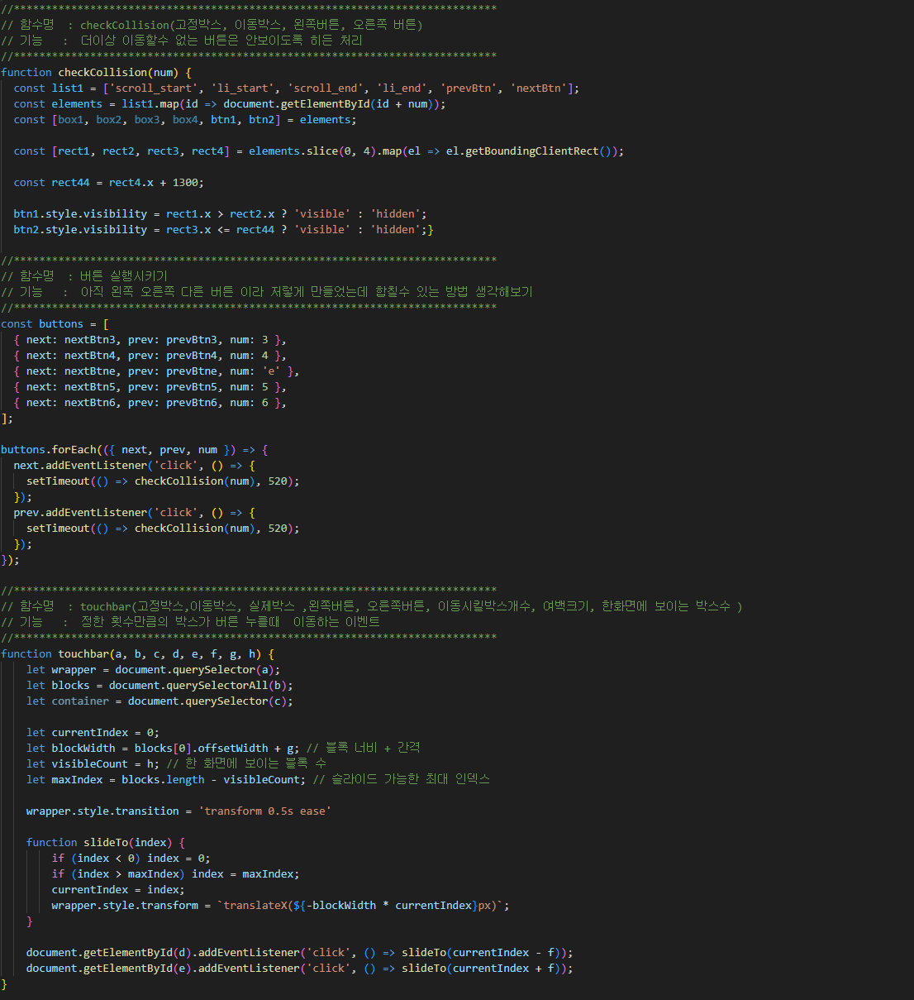 //****************************************************************************
// 함수명  : checkCollision(고정박스, 이동박스, 왼쪽버튼, 오른쪽 버튼)
// 기능   :  더이상 이동할수 없는 버튼은 안보이도록 히든 처리
//****************************************************************************
function checkCollision(num) {
  const list1 = ['scroll_start', 'li_start', 'scroll_end', 'li_end', 'prevBtn', 'nextBtn'];
  const elements = list1.map(id => document.getElementById(id + num));
  const [box1, box2, box3, box4, btn1, btn2] = elements;
  const [rect1, rect2, rect3, rect4] = elements.slice(0, 4).map(el => el.getBoundingClientRect());
  const rect44 = rect4.x + 1300;
  btn1.style.visibility = rect1.x > rect2.x ? 'visible' : 'hidden';
  btn2.style.visibility = rect3.x <= rect44 ? 'visible' : 'hidden';}
//****************************************************************************
// 함수명  : 버튼 실행시키기
// 기능   :  아직 왼쪽 오른쪽 다른 버튼 이라 저렇게 만들었는데 합칠수 있는 방법 생각해보기
//****************************************************************************
const buttons = [
  { next: nextBtn3, prev: prevBtn3, num: 3 },
  { next: nextBtn4, prev: prevBtn4, num: 4 },
  { next: nextBtne, prev: prevBtne, num: 'e' },
  { next: nextBtn5, prev: prevBtn5, num: 5 },
  { next: nextBtn6, prev: prevBtn6, num: 6 },
];
buttons.forEach(({ next, prev, num }) => {
  next.addEventListener('click', () => {
    setTimeout(() => checkCollision(num), 520);
  });
  prev.addEventListener('click', () => {
    setTimeout(() => checkCollision(num), 520);
  });
});
//****************************************************************************
// 함수명  : touchbar(고정박스,이동박스, 실제박스 ,왼쪽버튼, 오른쪽버튼, 이동시킬박스개수, 여백크기, 한화면에 보이는 박스수 )
// 기능   :  정한 횟수만큼의 박스가 버튼 누를때  이동하는 이벤트
//****************************************************************************
function touchbar(a, b, c, d, e, f, g, h) {
    let wrapper = document.querySelector(a);
    let blocks = document.querySelectorAll(b);
    let container = document.querySelector(c);
    let currentIndex = 0;
    let blockWidth = blocks[0].offsetWidth + g; // 블록 너비 + 간격
    let visibleCount = h; // 한 화면에 보이는 블록 수
    let maxIndex = blocks.length - visibleCount; // 슬라이드 가능한 최대 인덱스
    wrapper.style.transition = 'transform 0.5s ease'
    function slideTo(index) {
        if (index < 0) index = 0;
        if (index > maxIndex) index = maxIndex;
        currentIndex = index;
        wrapper.style.transform = `translateX(${-blockWidth * currentIndex}px)`;
    }
    document.getElementById(d).addEventListener('click', () => slideTo(currentIndex - f));
    document.getElementById(e).addEventListener('click', () => slideTo(currentIndex + f));
}